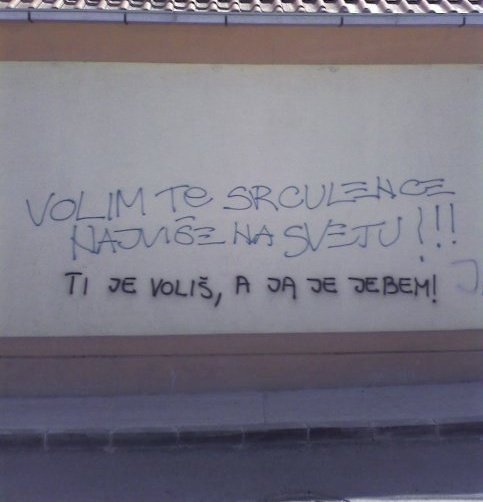 VOLIM TE SRCULENCE
NAJVIŠE NA SVETU!!!
TI JE VOLIŠ, A JA JE JEBEM!